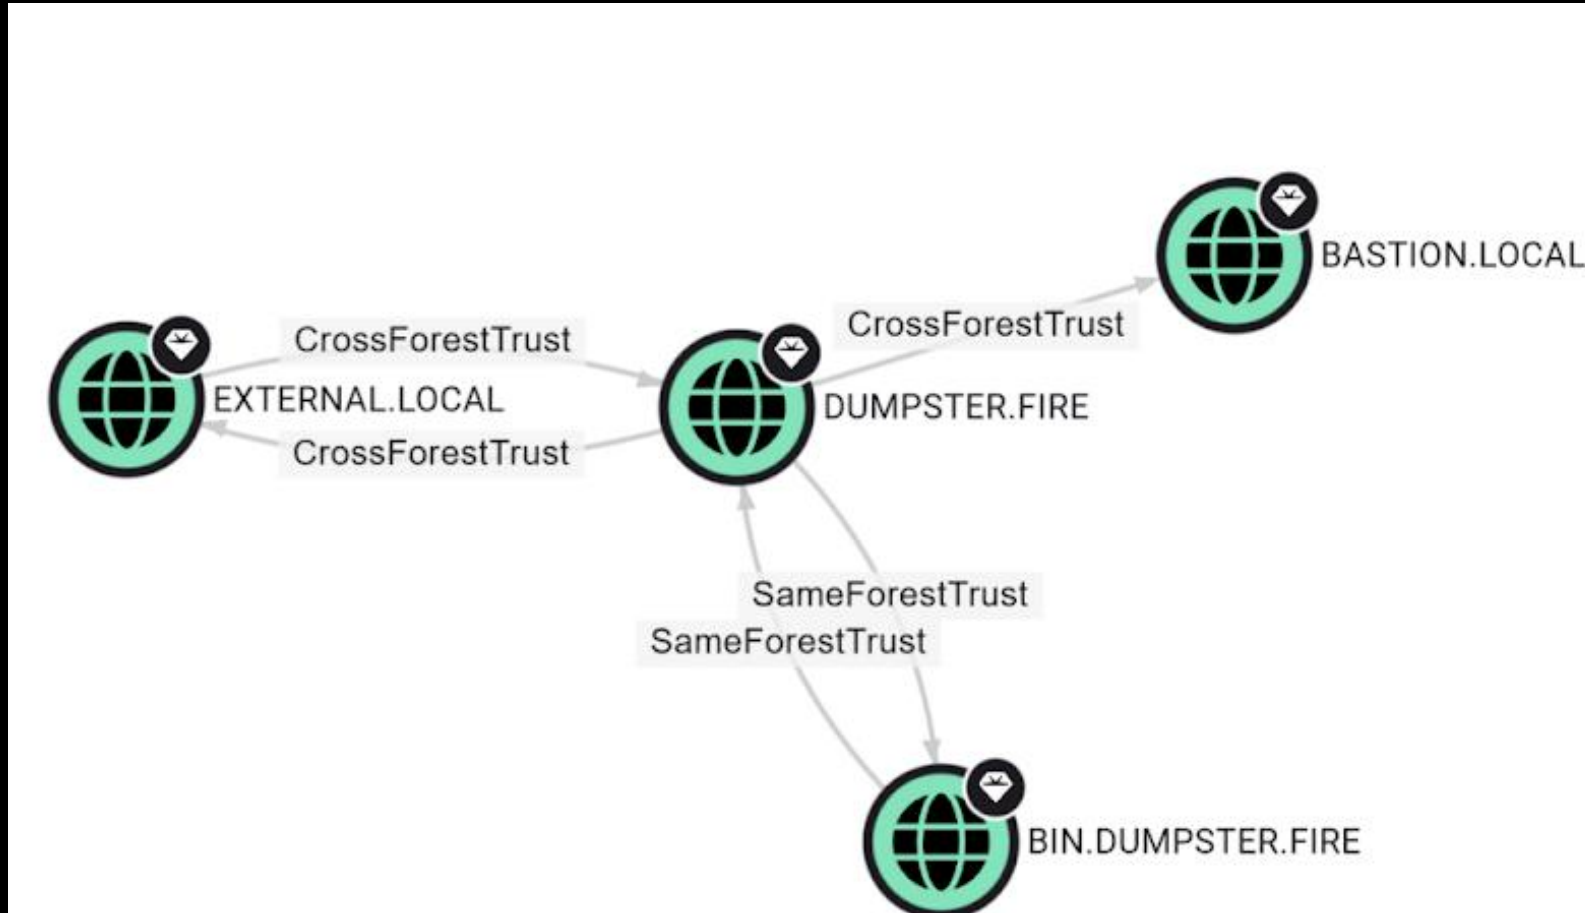 BASTION.LOCAL
CrossForestTrust
CrossForestTrust
EXTERNAL.LOCAL
DUMPSTER.FIRE
CrossForestTrust
SameForestTrust
SameForestTrust
BIN.DUMPSTER.FIRE